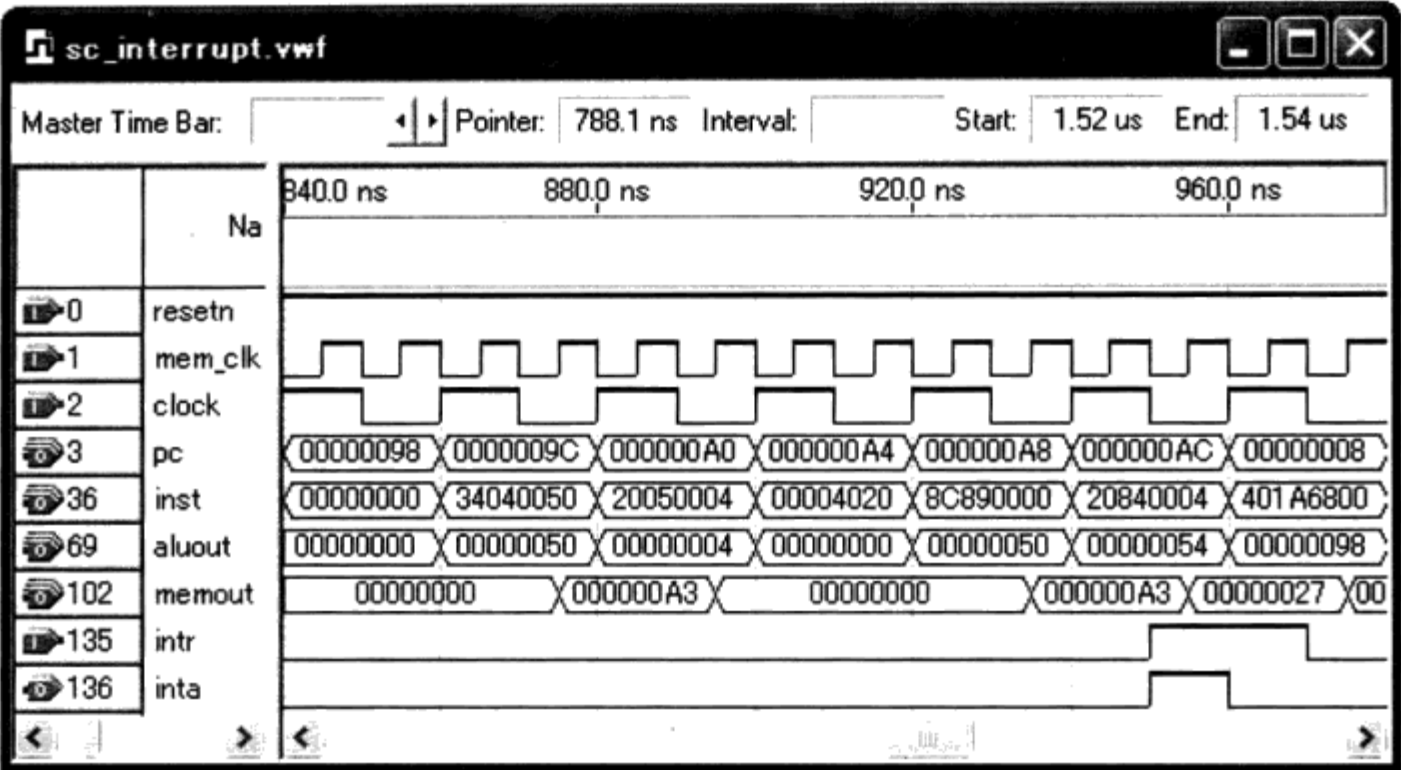 sc_interrupt.vwf
Master Time Bar: Pointer: 788.1 ns Interval: Start: 1.52 us End: 1.54 us
840.0 ns 880.0 ns 920.0 ns 960.0 ns
Na
0 resetn
1 mem_clk
2 clock
3 pc 00000098 0000009C 000000A0 000000A4 000000A8 000000AC 00000008
36 inst 00000000 34040050 20050004 00004020 8C890000 20840004 401A6800
69 aluout 00000000 00000050 00000004 00000000 00000050 00000054 00000098
102 memout 00000000 000000A3 00000000 000000A3 00000027 00
135 intr
136 inta